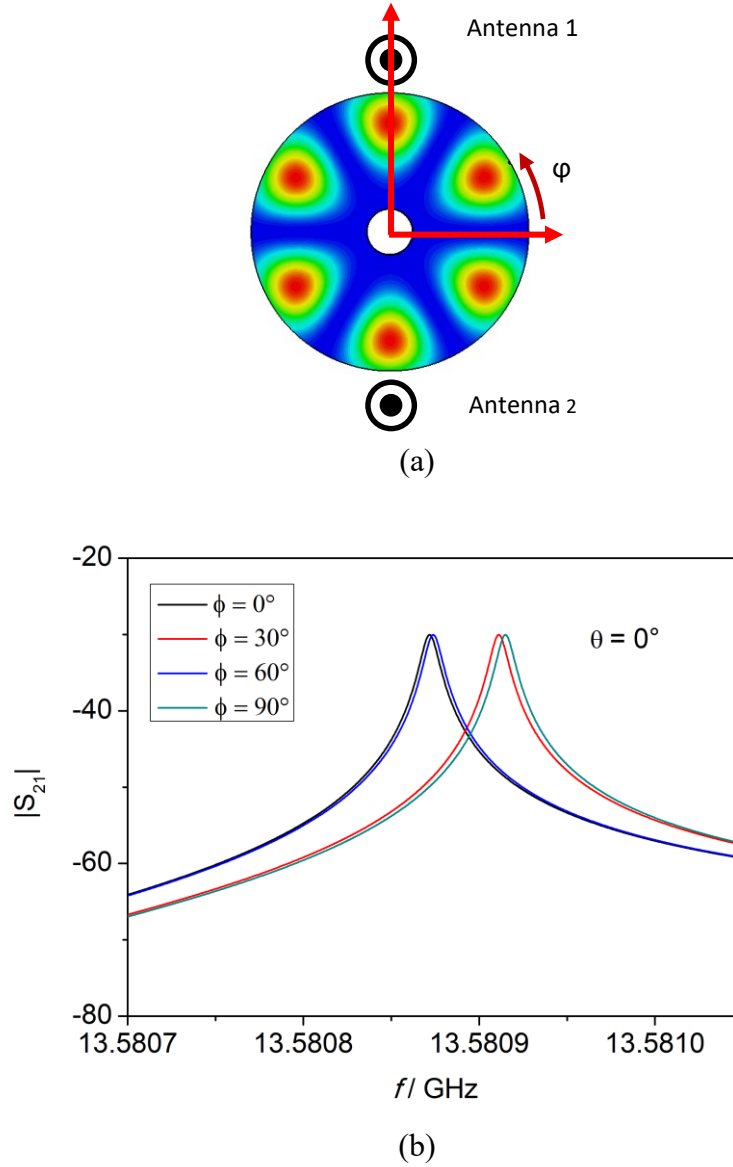 Antenna 1
φ
Antenna 2
(a)
-20
ϕ = 0°
ϕ = 30°
ϕ = 60°
ϕ = 90°
θ = 0°
-40
-60
-80
|S21|
13.5807 13.5808 13.5809 13.5810
f / GHz
(b)